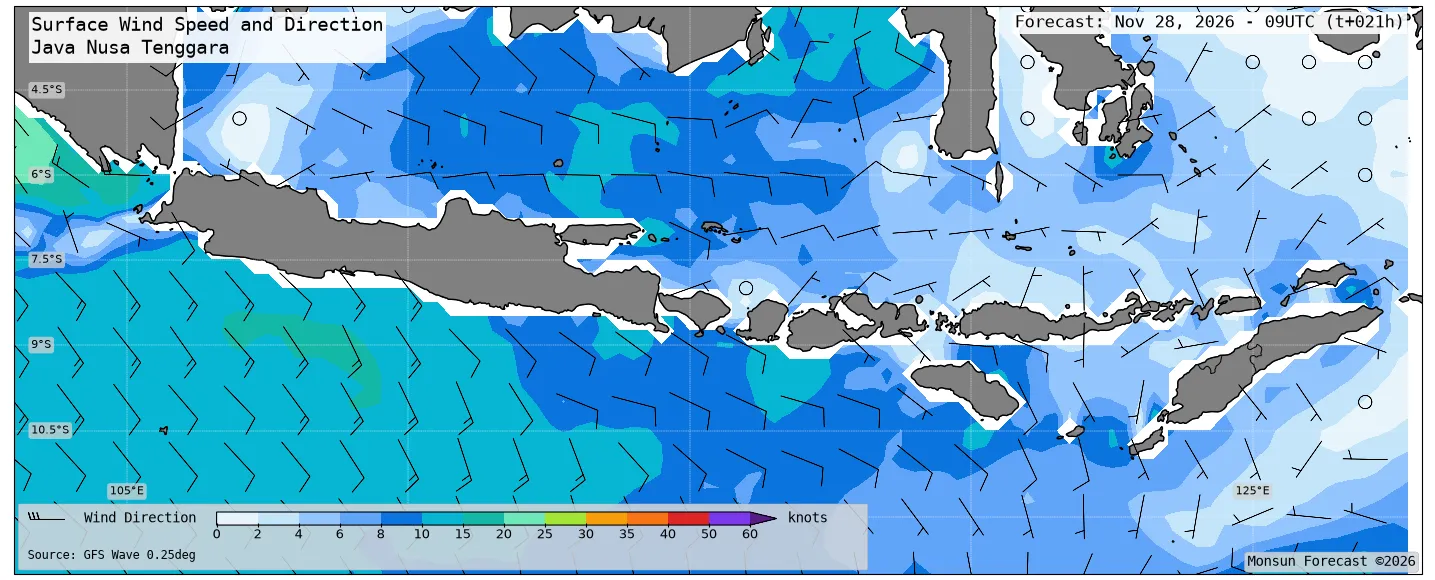 Surface Wind Speed and Direction
Java Nusa Tenggara
Forecast: Nov 28, 2026 - 09UTC (t+021h)
4.5°S
6°S
7.5°S
9°S
10.5°S
105°E
125°E
Wind Direction
0 2 4 6 8 10 15 20 25 30 35 40 50 60
knots
Source: GFS Wave 0.25deg
Monsun Forecast ©2026